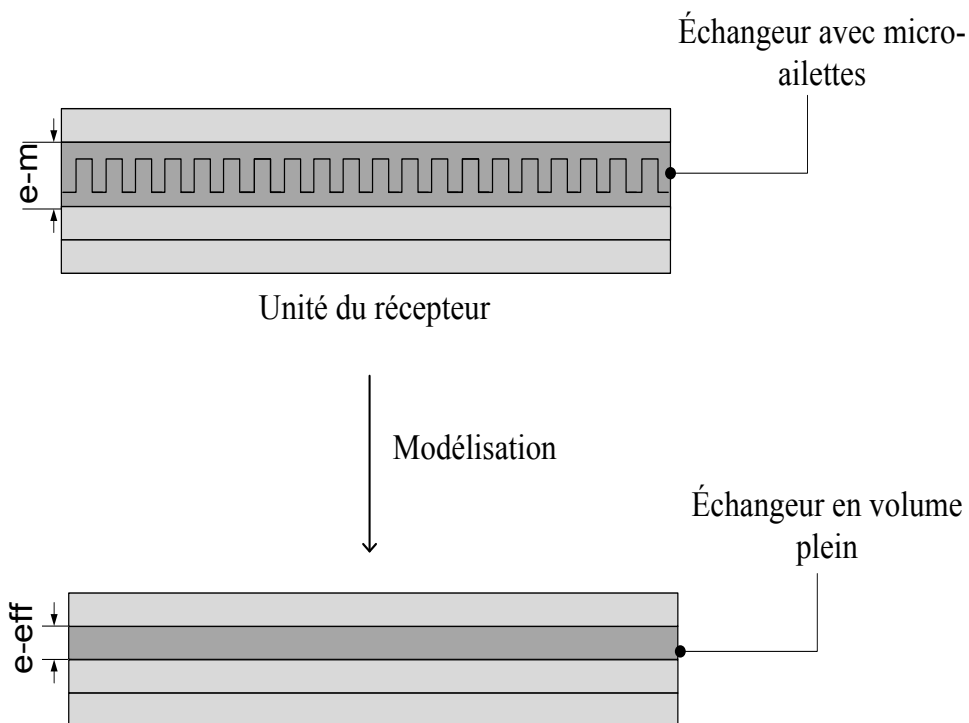 Échangeur avec micro-
ailettes
e-m
Unité du récepteur
Modélisation
Échangeur en volume
plein
e-eff